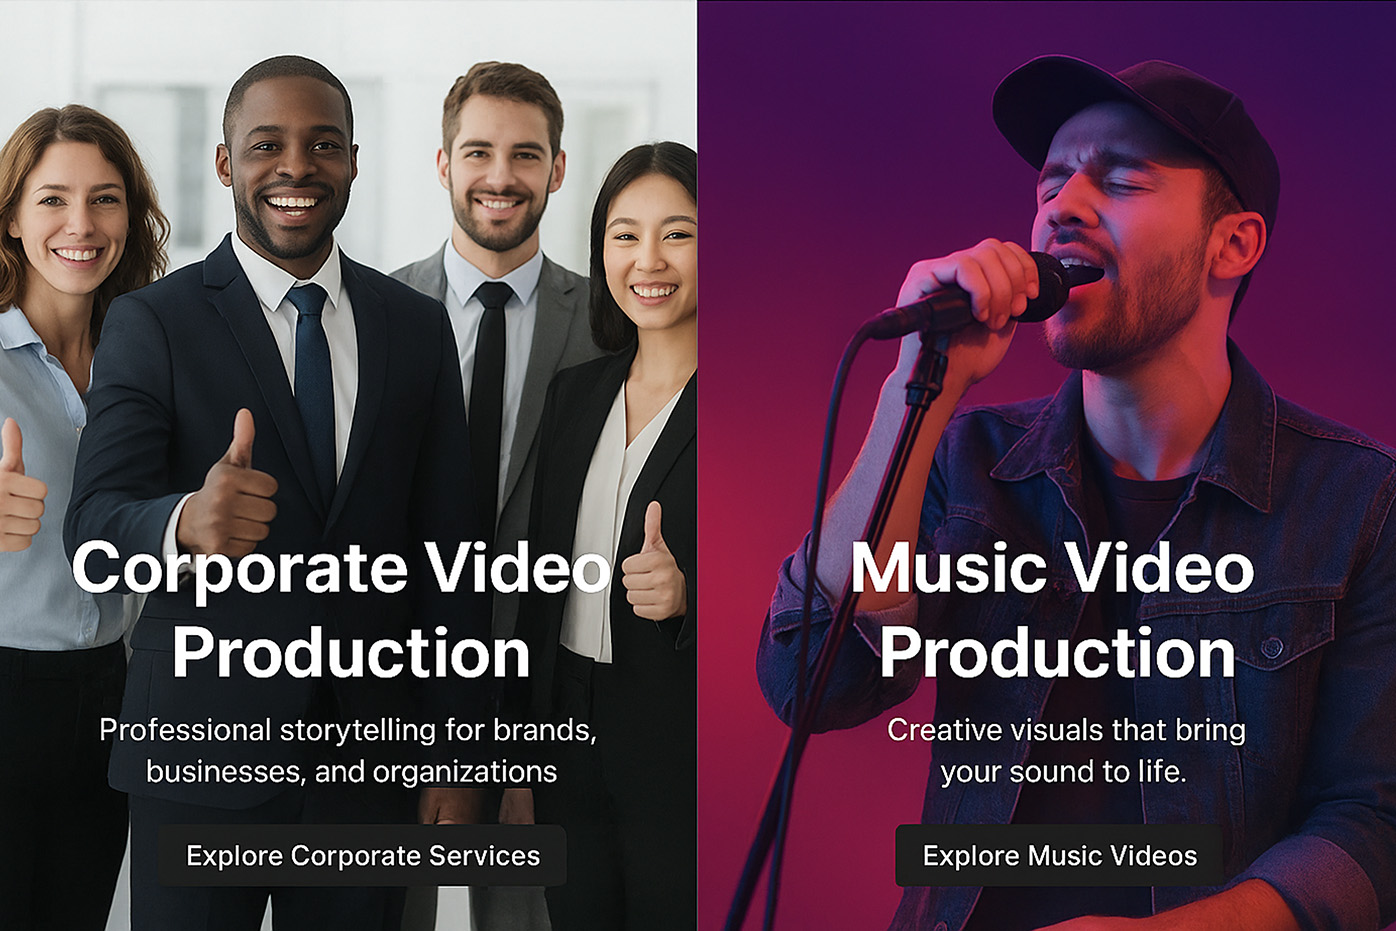 Corporate Video
Production
Professional storytelling for brands,
businesses, and organizations
Explore Corporate Services
Music Video
Production
Creative visuals that bring
your sound to life.
Explore Music Videos